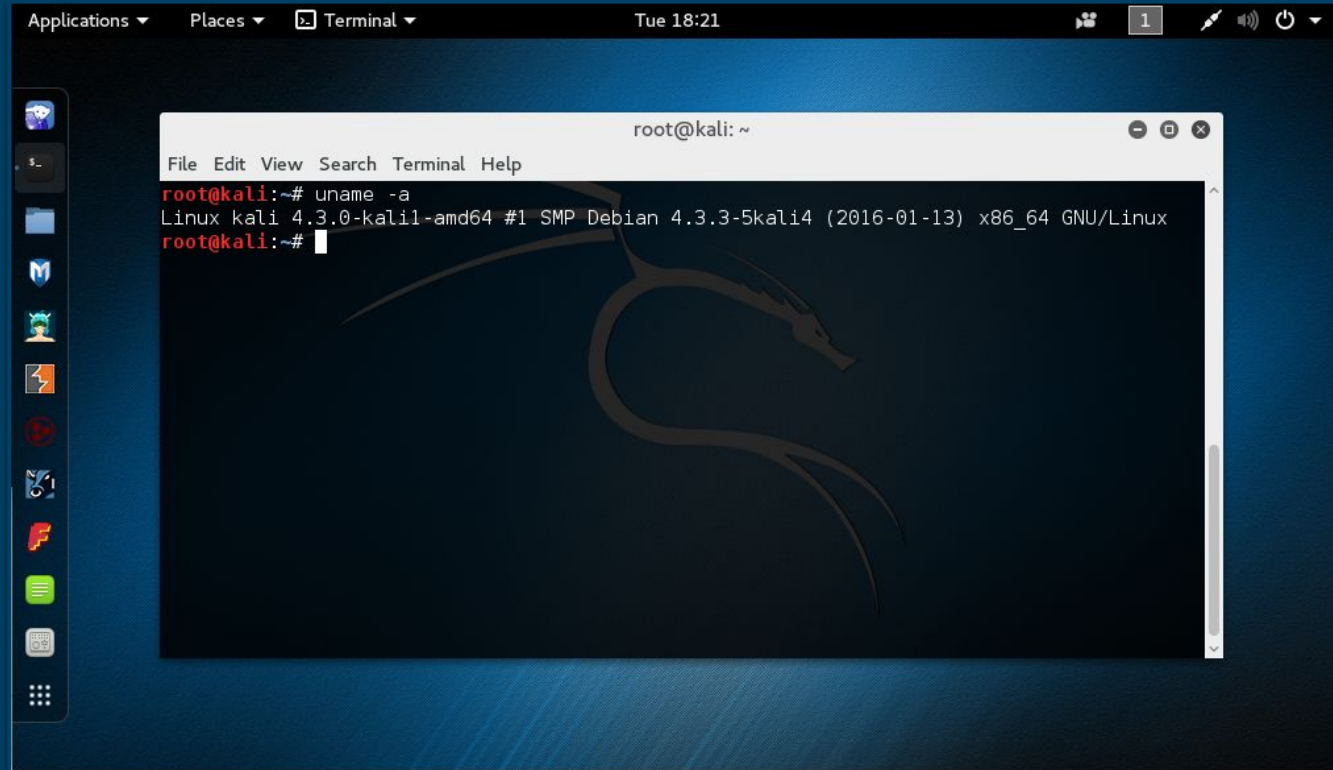 Applications Places Terminal Tue 18:21 1
root@kali: ~
File Edit View Search Terminal Help
root@kali:~# uname -a
Linux kali 4.3.0-kali1-amd64 #1 SMP Debian 4.3.3-5kali4 (2016-01-13) x86_64 GNU/Linux
root@kali:~#